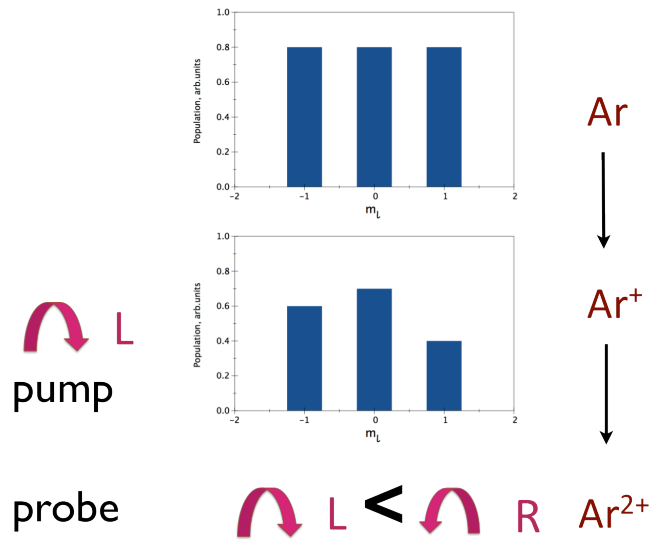 1.0
0.8
0.6
0.4
0.2
0.0
Population, arb.units
-2 -1 0 1 2
mₗ
Ar
1.0
0.8
0.6
0.4
0.2
0.0
Population, arb.units
-2 -1 0 1 2
mₗ
L
pump
Ar⁺
probe
L < R Ar²⁺